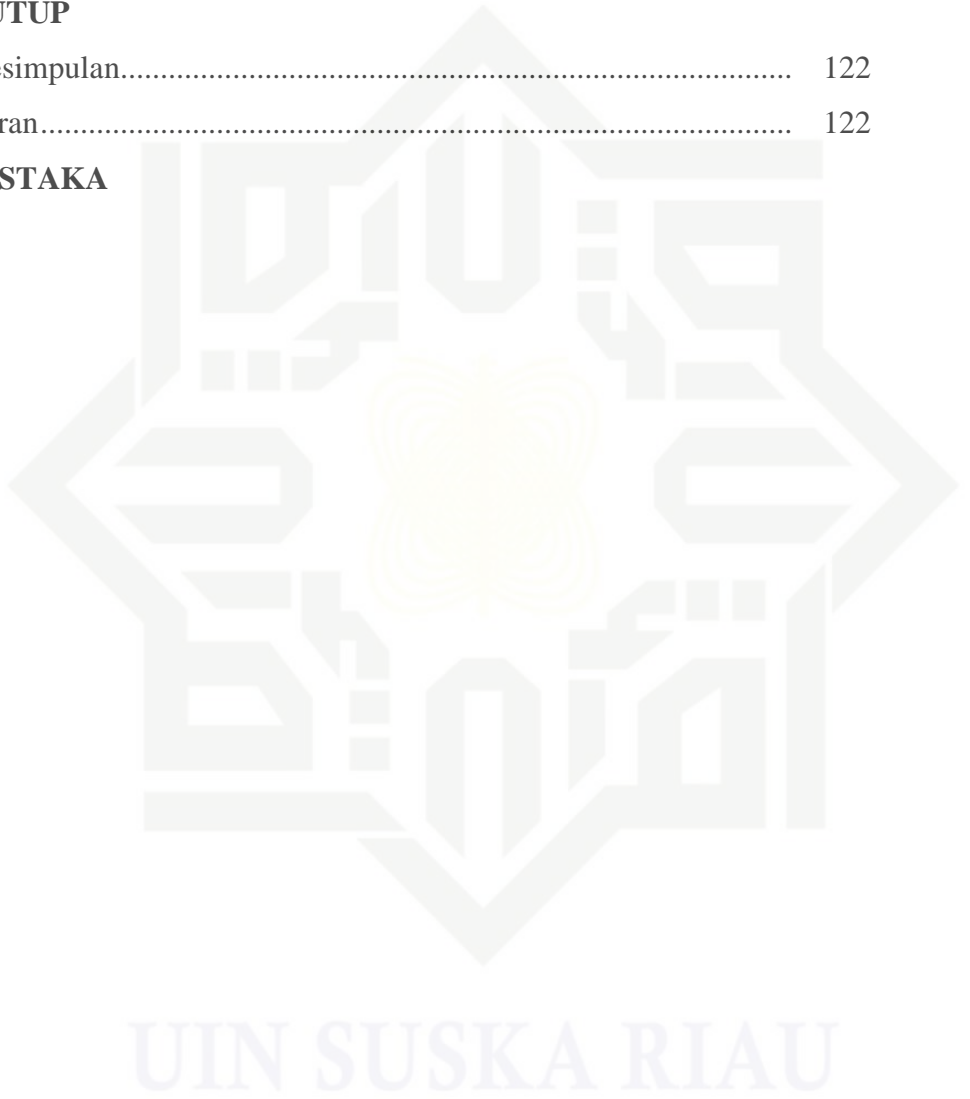 UTUP
esimpulan.................................................................................... 122
ran.............................................................................................. 122
STAKA
UIN SUSKA RIAU